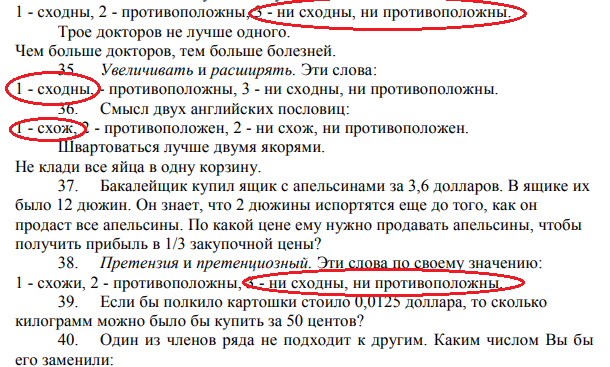 1 - сходны, 2 - противоположны, 3 - ни сходны, ни противоположны.
Трое докторов не лучше одного.
Чем больше докторов, тем больше болезней.
35. Увеличивать и расширять. Эти слова:
1 - сходны, - противоположны, 3 - ни сходны, ни противоположны.
36. Смысл двух английских пословиц:
1 - схож, 2 - противоположен, 2 - ни схож, ни противоположен.
Швартоваться лучше двумя якорями.
Не клади все яйца в одну корзину.
37. Бакалейщик купил ящик с апельсинами за 3,6 долларов. В ящике их
было 12 дюжин. Он знает, что 2 дюжины испортятся еще до того, как он
продаст все апельсины. По какой цене ему нужно продавать апельсины, чтобы
получить прибыль в 1/3 закупочной цены?
38. Претензия и претенциозный. Эти слова по своему значению:
1 - схожи, 2 - противоположны, 3 - ни сходны, ни противоположны.
39. Если бы полкило картошки стоило 0,0125 доллара, то сколько
килограмм можно было бы купить за 50 центов?
40. Один из членов ряда не подходит к другим. Каким числом Вы бы
его заменили: